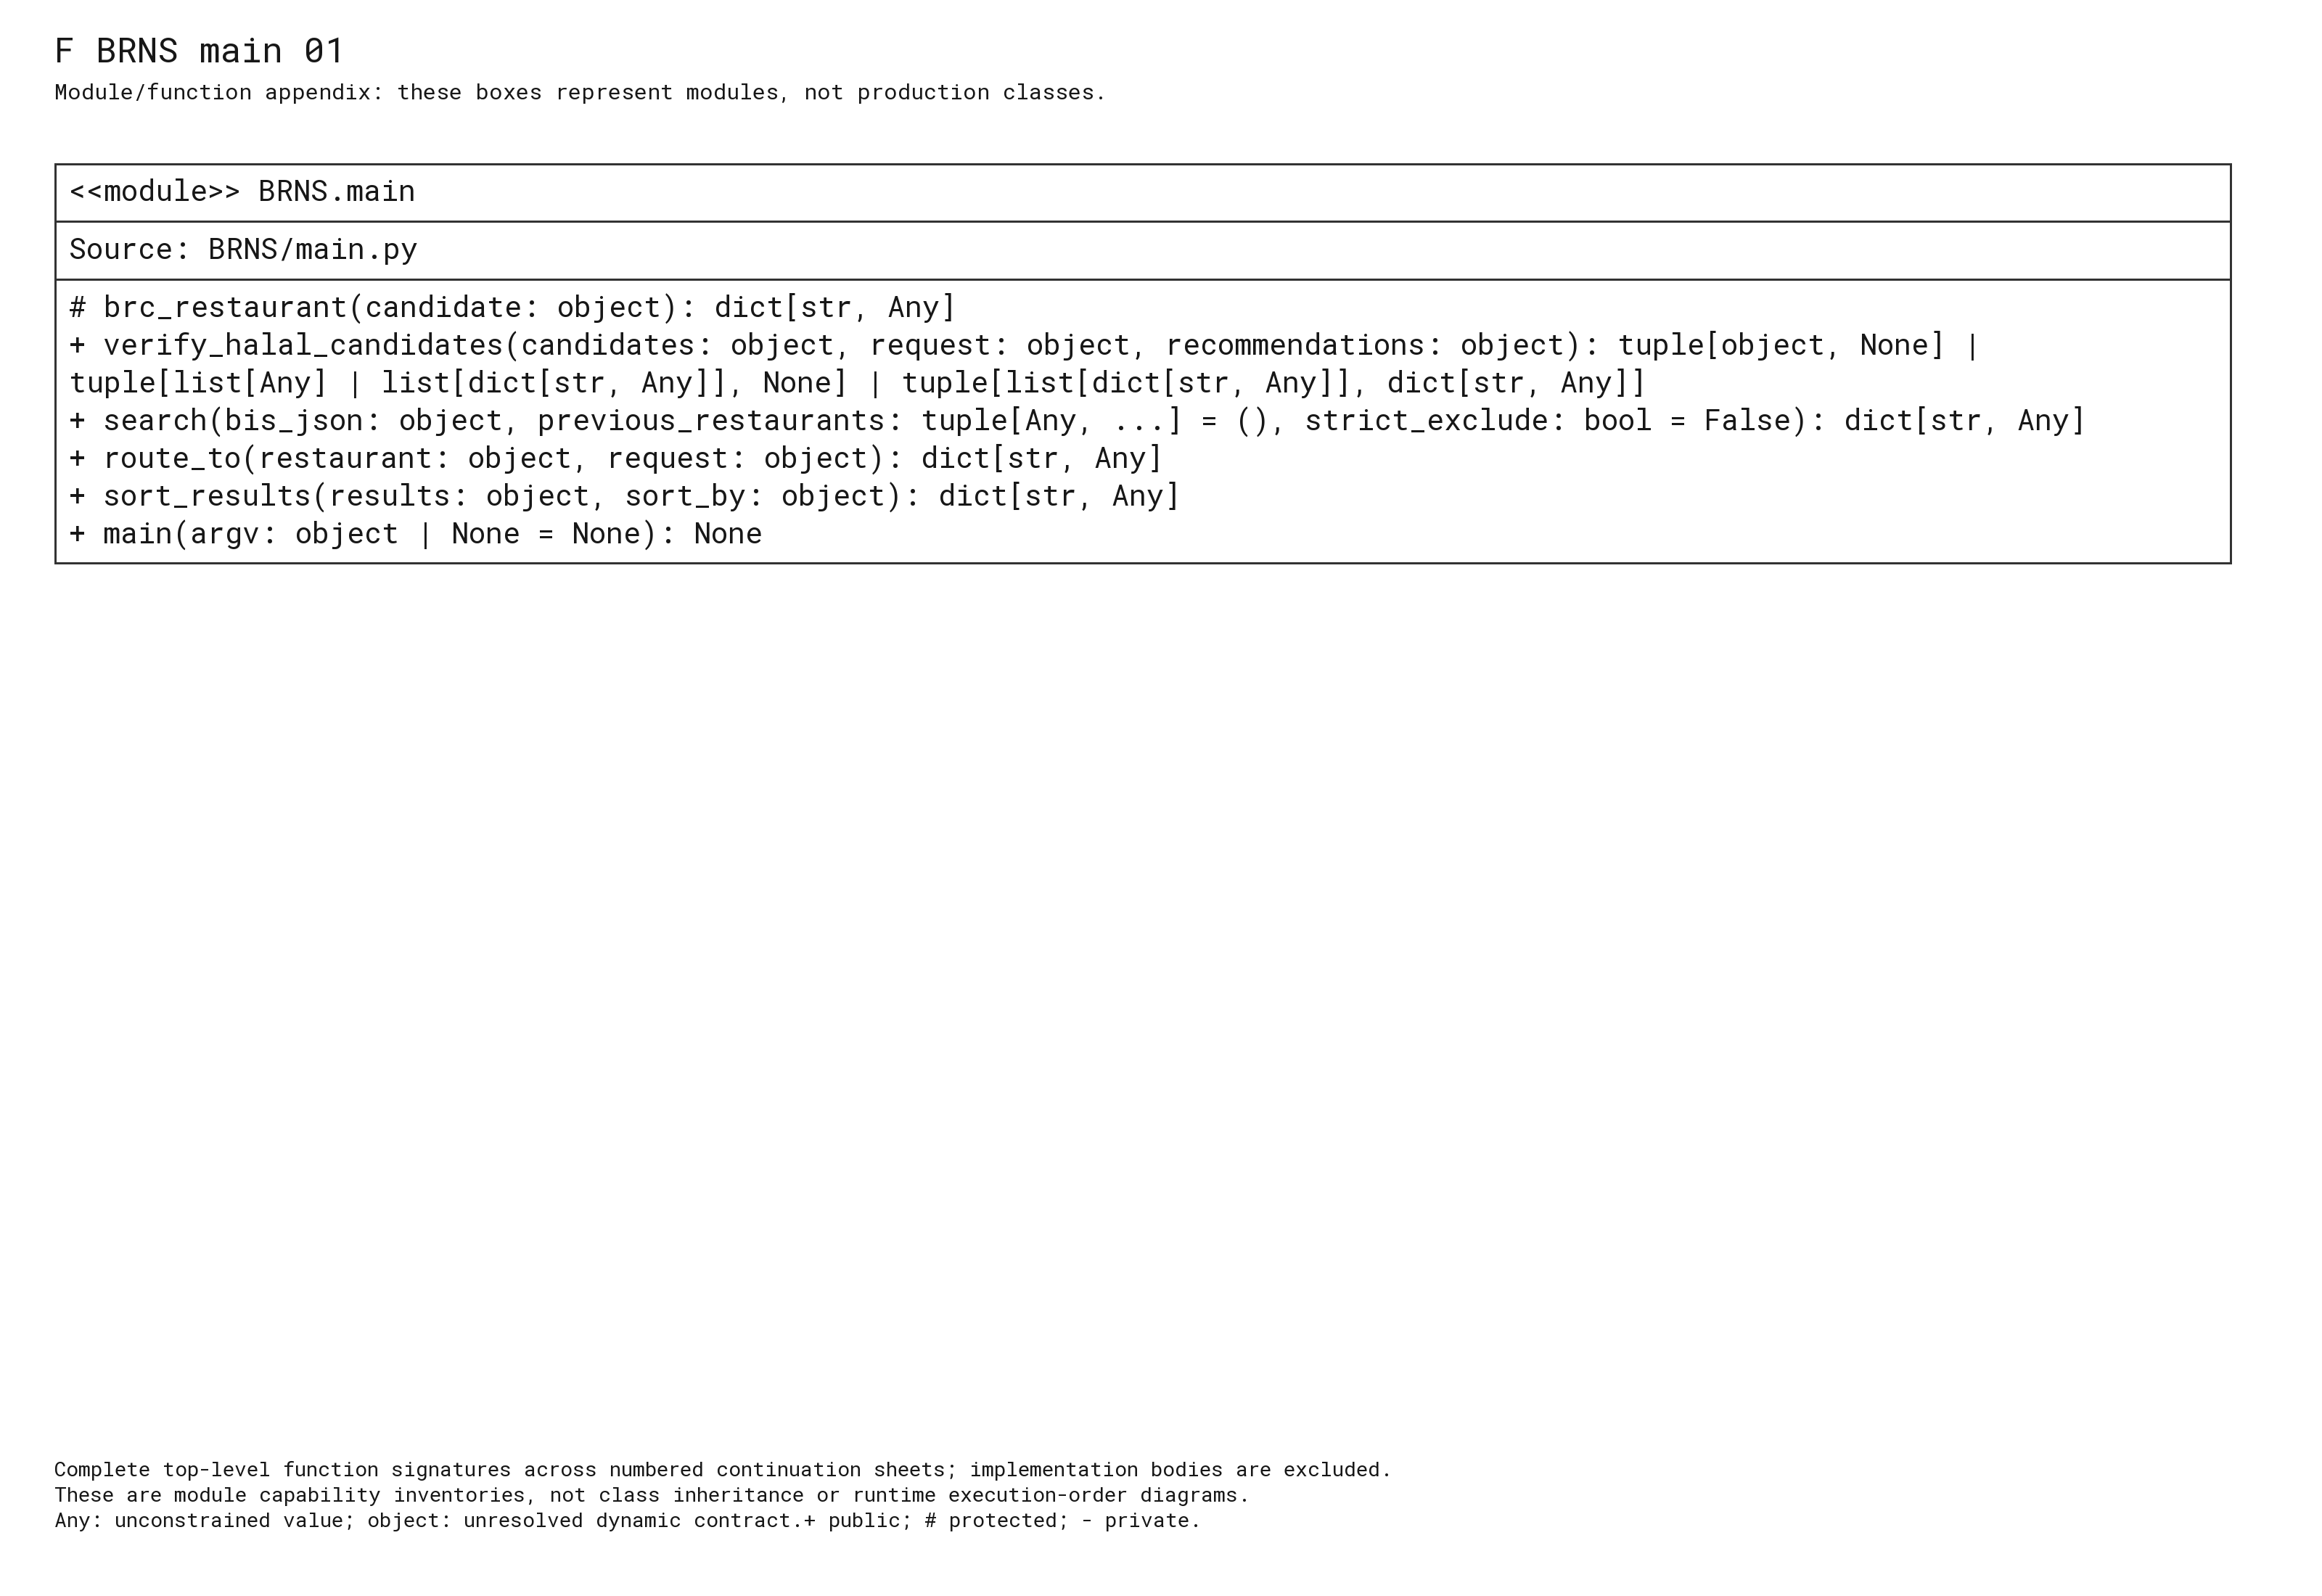 F BRNS main 01
Module/function appendix: these boxes represent modules, not production classes.
<<module>> BRNS.main
Source: BRNS/main.py
# brc_restaurant(candidate: object): dict[str, Any]
+ verify_halal_candidates(candidates: object, request: object, recommendations: object): tuple[object, None] |
tuple[list[Any] | list[dict[str, Any]], None] | tuple[list[dict[str, Any]], dict[str, Any]]
+ search(bis_json: object, previous_restaurants: tuple[Any, ...] = (), strict_exclude: bool = False): dict[str, Any]
+ route_to(restaurant: object, request: object): dict[str, Any]
+ sort_results(results: object, sort_by: object): dict[str, Any]
+ main(argv: object | None = None): None
Complete top-level function signatures across numbered continuation sheets; implementation bodies are excluded.
These are module capability inventories, not class inheritance or runtime execution-order diagrams.
Any: unconstrained value; object: unresolved dynamic contract.+ public; # protected; - private.